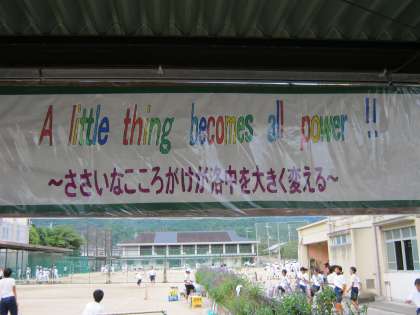 A little thing becomes all power !!
～ささいなこころがけが洛中を大きく変える～